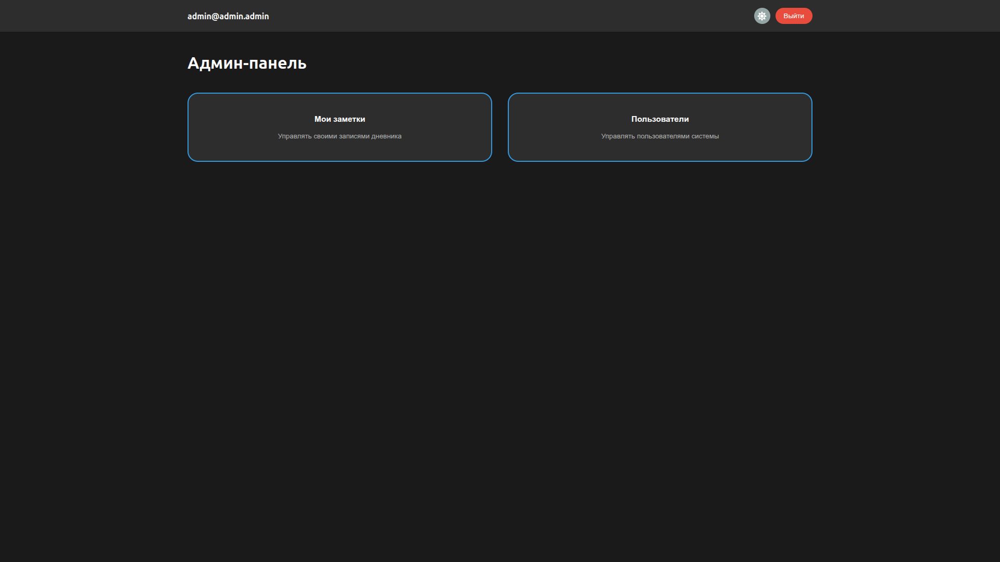 admin@admin.admin
Выйти
Админ-панель
Мои заметки
Управлять своими записями дневника
Пользователи
Управлять пользователями системы